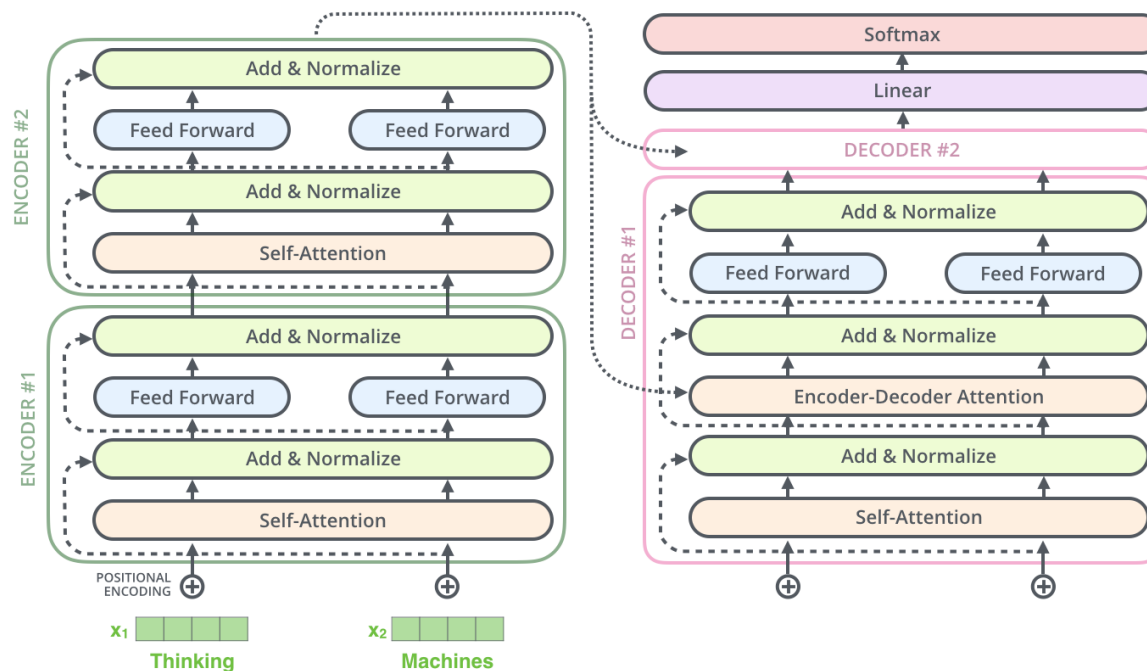 ENCODER #2
Add & Normalize
Feed Forward
Feed Forward
Add & Normalize
Self-Attention
ENCODER #1
Add & Normalize
Feed Forward
Feed Forward
Add & Normalize
Self-Attention
POSITIONAL
ENCODING
x1
x2
Thinking
Machines
Softmax
Linear
DECODER #2
DECODER #1
Add & Normalize
Feed Forward
Feed Forward
Add & Normalize
Encoder-Decoder Attention
Add & Normalize
Self-Attention